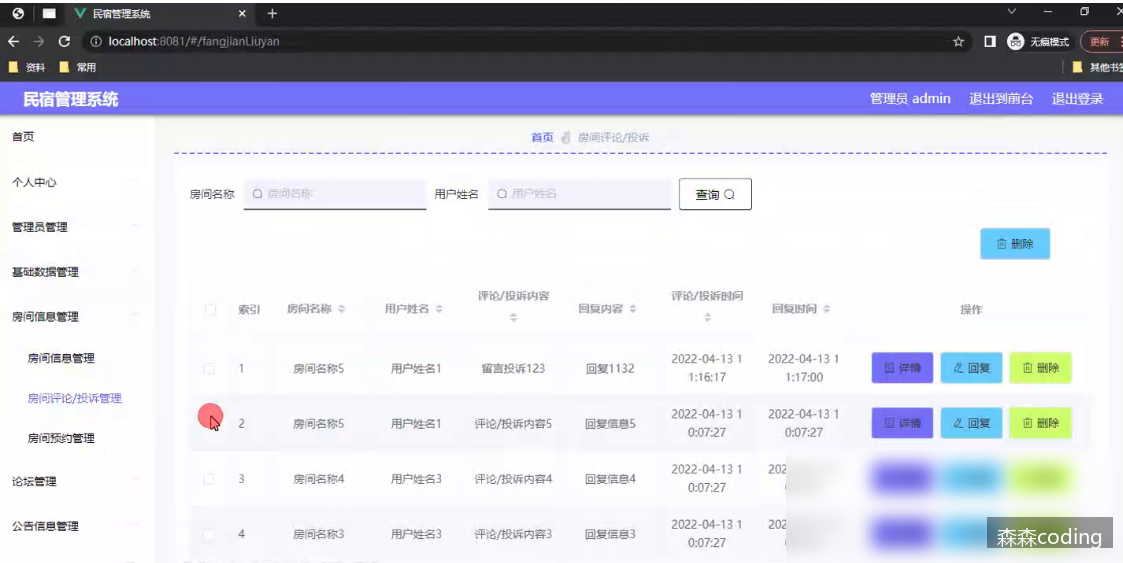 民宿管理系统
localhost:8081/#/fangjianLiuyan
无痕模式
更新
资料
常用
其他书签
民宿管理系统
管理员 admin
退出到前台
退出登录
首页
个人中心
管理员管理
基础数据管理
房间信息管理
房间信息管理
房间评论/投诉管理
房间预约管理
论坛管理
公告信息管理
首页
房间评论/投诉
房间名称
房间名称
用户姓名
用户姓名
查询
删除
索引 房间名称 用户姓名 评论/投诉内容 回复内容 评论/投诉时间 回复时间 操作
1 房间名称5 用户姓名1 留言投诉123 回复1132 2022-04-13 1 2022-04-13 1 详情 回复 删除
1:16:17 1:17:00
2 房间名称5 用户姓名1 评论/投诉内容5 回复信息5 2022-04-13 1 2022-04-13 1 详情 回复 删除
0:07:27 0:07:27
3 房间名称4 用户姓名3 评论/投诉内容4 回复信息4 2022-04-13 1 202
0:07:27
4 房间名称3 用户姓名3 评论/投诉内容3 回复信息3 2022-04-13 1 202
0:07:27
森森coding